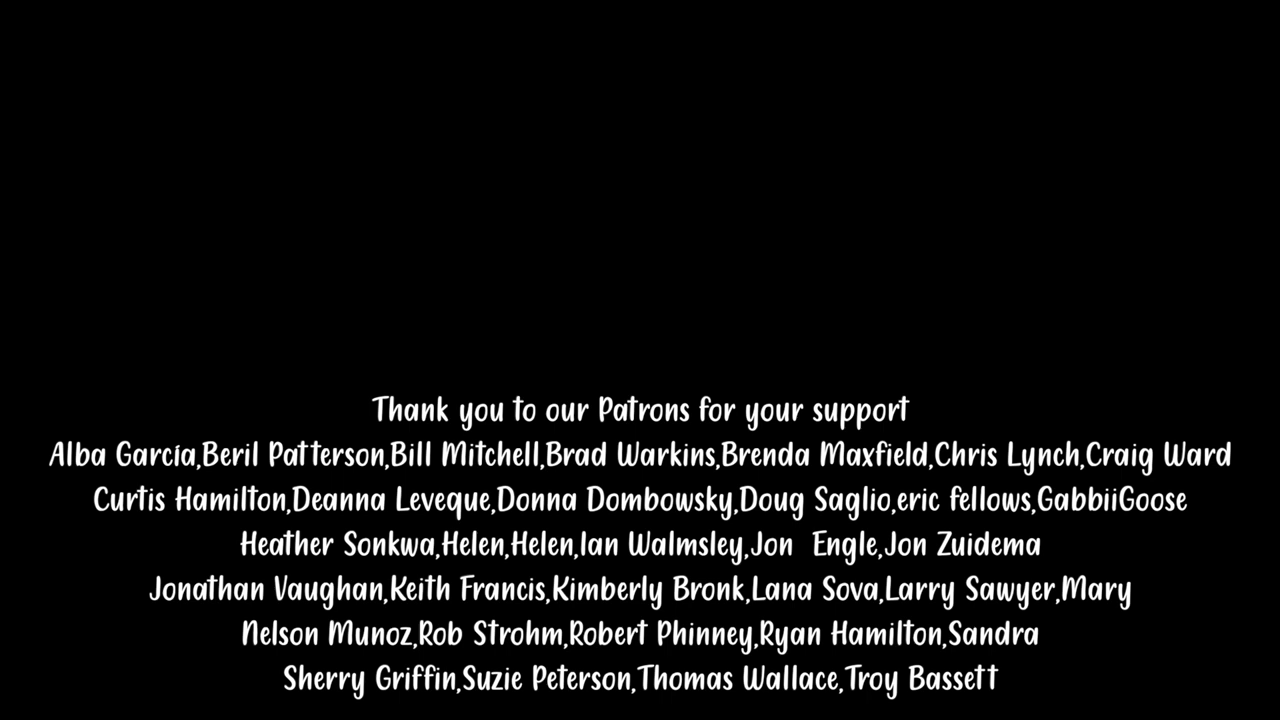 Thank you to our Patrons for your support
Alba García,Beril Patterson,Bill Mitchell,Brad Warkins,Brenda Maxfield,Chris Lynch,Craig Ward
Curtis Hamilton,Deanna Leveque,Donna Dombowsky,Doug Saglio,eric fellows,GabbiiGoose
Heather Sonkwa,Helen,Helen,Ian Walmsley,Jon  Engle,Jon Zuidema
Jonathan Vaughan,Keith Francis,Kimberly Bronk,Lana Sova,Larry Sawyer,Mary
Nelson Munoz,Rob Strohm,Robert Phinney,Ryan Hamilton,Sandra
Sherry Griffin,Suzie Peterson,Thomas Wallace,Troy Bassett